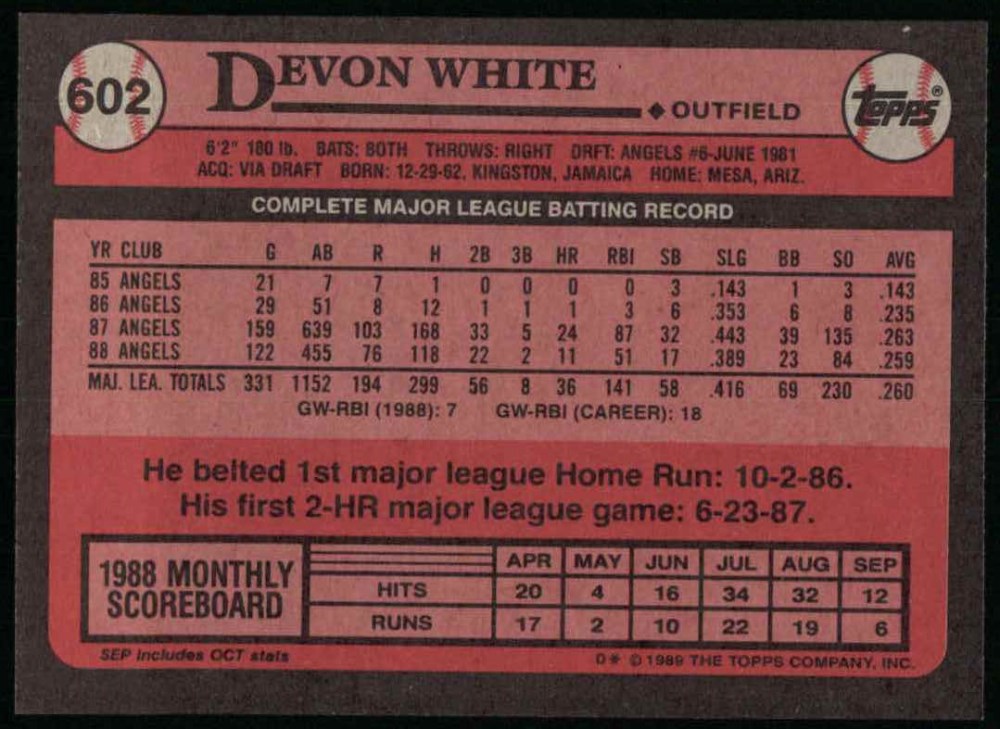 602
DEVON WHITE
◆ OUTFIELD
TOPPS®
6'2" 180 lb. BATS: BOTH THROWS: RIGHT DRFT: ANGELS #6-JUNE 1981
ACQ: VIA DRAFT BORN: 12-29-62, KINGSTON, JAMAICA HOME: MESA, ARIZ.
COMPLETE MAJOR LEAGUE BATTING RECORD
YR CLUB G AB R H 2B 3B HR RBI SB SLG BB SO AVG
85 ANGELS 21 7 7 1 0 0 0 0 3 .143 1 3 .143
86 ANGELS 29 51 8 12 1 1 1 3 6 .353 6 8 .235
87 ANGELS 159 639 103 168 33 5 24 87 32 .443 39 135 .263
88 ANGELS 122 455 76 118 22 2 11 51 17 .389 23 84 .259
MAJ. LEA. TOTALS 331 1152 194 299 56 8 36 141 58 .416 69 230 .260
GW-RBI (1988): 7 GW-RBI (CAREER): 18
He belted 1st major league Home Run: 10-2-86.
His first 2-HR major league game: 6-23-87.
1988 MONTHLY
SCOREBOARD
APR MAY JUN JUL AUG SEP
HITS 20 4 16 34 32 12
RUNS 17 2 10 22 19 6
SEP includes OCT stats
D* © 1989 THE TOPPS COMPANY, INC.